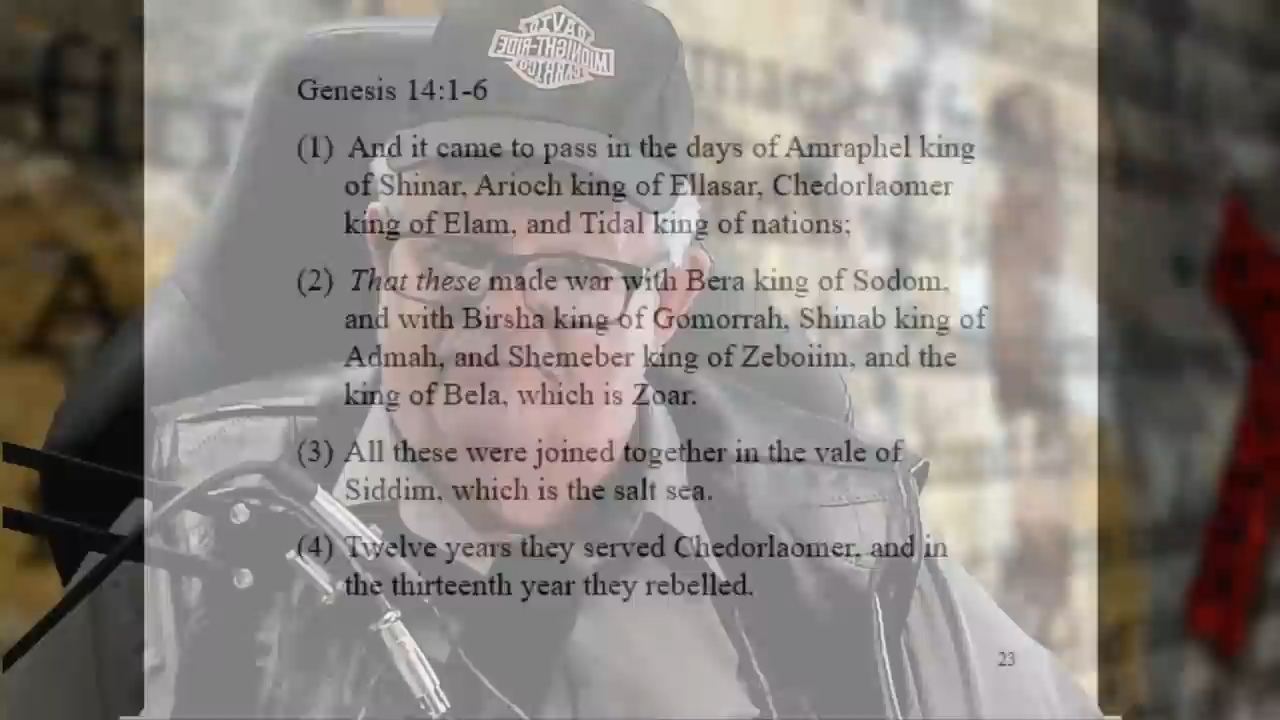 DAVID
MIDNIGHT-RIDE
CARRICO
Genesis 14:1-6
(1) And it came to pass in the days of Amraphel king
of Shinar, Arioch king of Ellasar, Chedorlaomer
king of Elam, and Tidal king of nations;
(2) That these made war with Bera king of Sodom,
and with Birsha king of Gomorrah, Shinab king of
Admah, and Shemeber king of Zeboiim, and the
king of Bela, which is Zoar.
(3) All these were joined together in the vale of
Siddim, which is the salt sea.
(4) Twelve years they served Chedorlaomer, and in
the thirteenth year they rebelled.
23